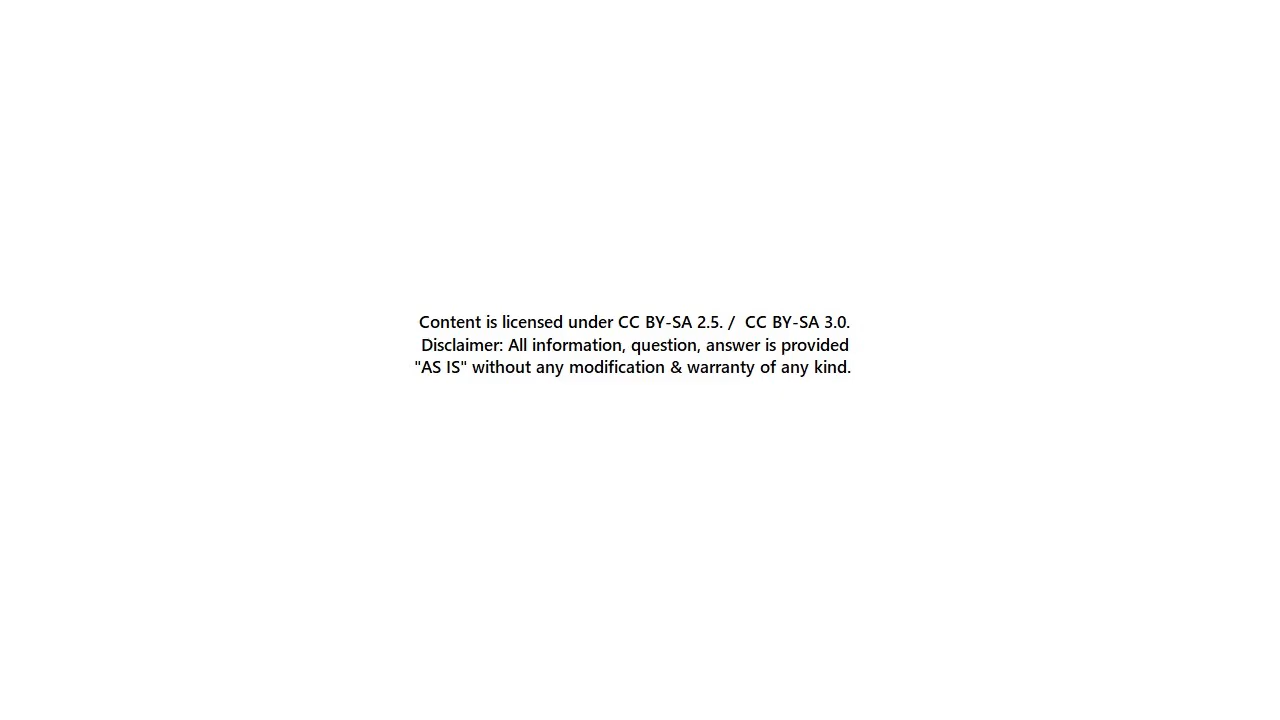 Content is licensed under CC BY-SA 2.5. /  CC BY-SA 3.0.
Disclaimer: All information, question, answer is provided
"AS IS" without any modification & warranty of any kind.